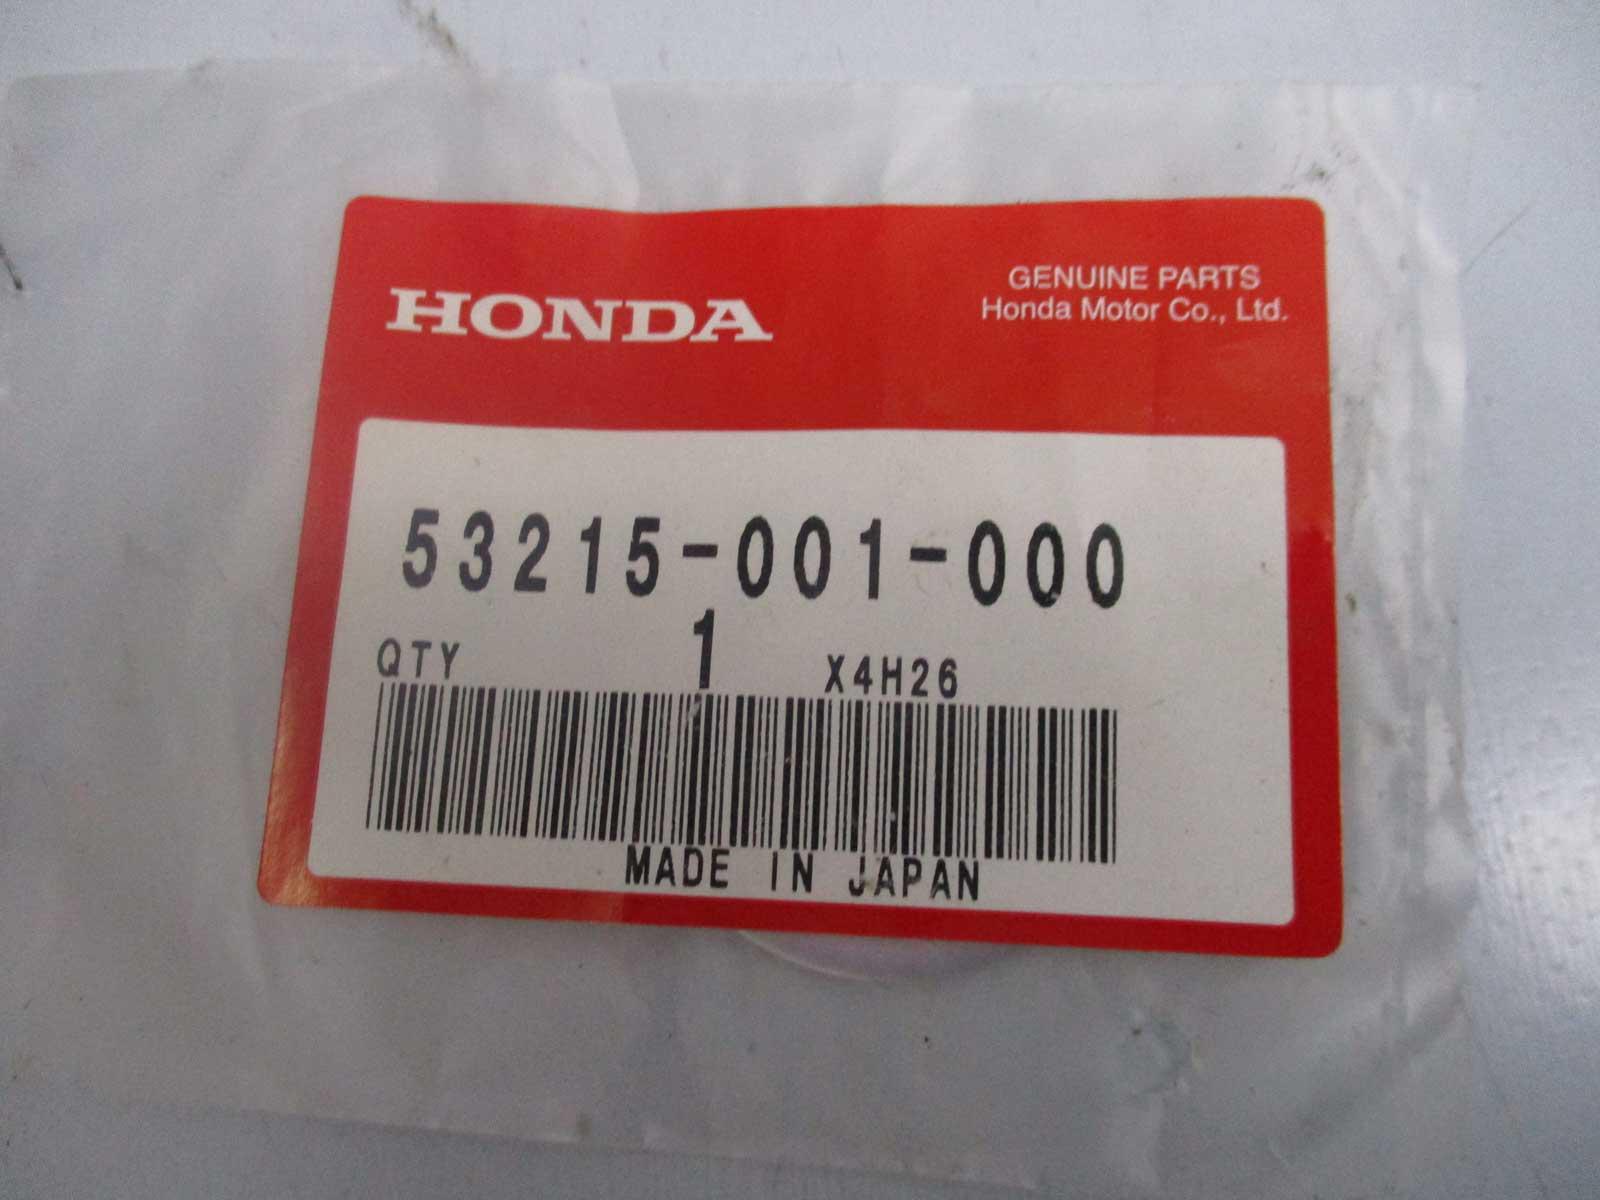 HONDA
GENUINE PARTS
Honda Motor Co., Ltd.
53215-001-000
QTY 1 X4H26
MADE IN JAPAN